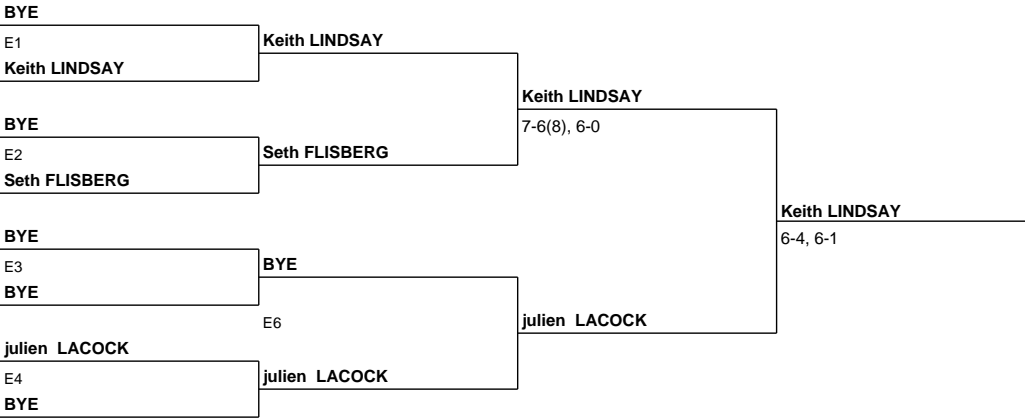 BYE
E1
Keith LINDSAY
Keith LINDSAY
BYE
E2
Seth FLISBERG
Seth FLISBERG
Keith LINDSAY
7-6(8), 6-0
BYE
E3
BYE
BYE
E6
julien LACOCK
E4
BYE
julien LACOCK
julien LACOCK
Keith LINDSAY
6-4, 6-1